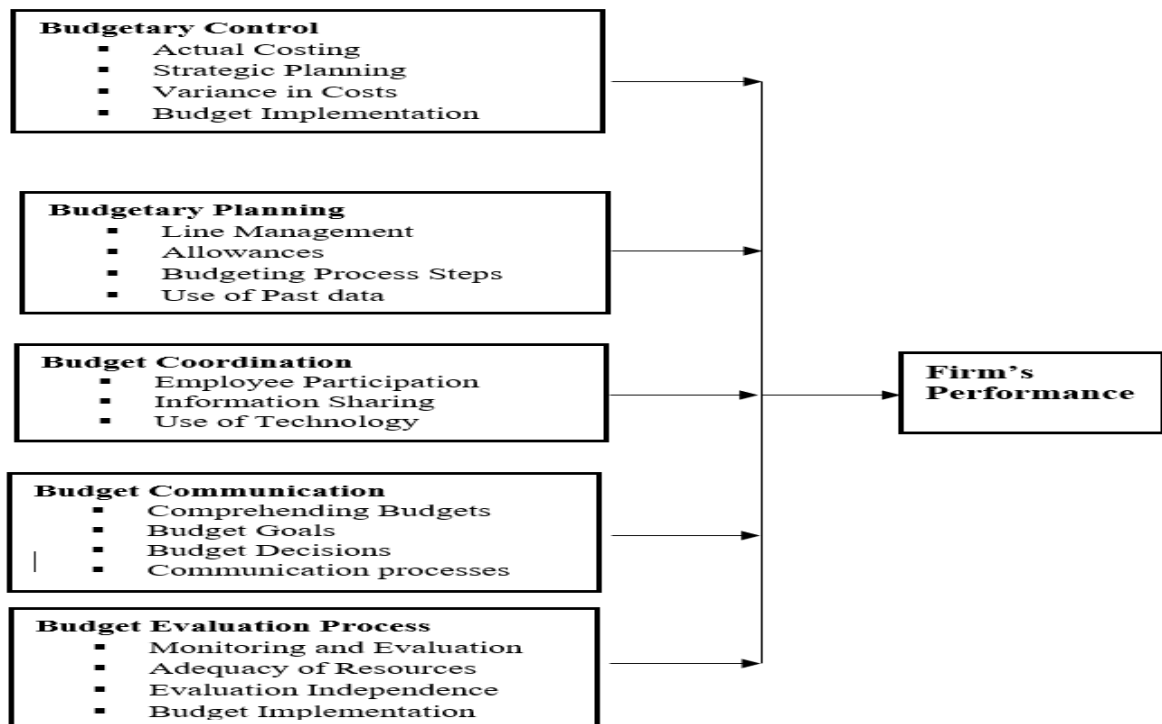 Budgetary Control
▪ Actual Costing
▪ Strategic Planning
▪ Variance in Costs
▪ Budget Implementation
Budgetary Planning
▪ Line Management
▪ Allowances
▪ Budgeting Process Steps
▪ Use of Past data
Budget Coordination
▪ Employee Participation
▪ Information Sharing
▪ Use of Technology
Budget Communication
▪ Comprehending Budgets
▪ Budget Goals
▪ Budget Decisions
▪ Communication processes
Budget Evaluation Process
▪ Monitoring and Evaluation
▪ Adequacy of Resources
▪ Evaluation Independence
▪ Budget Implementation
Firm's
Performance